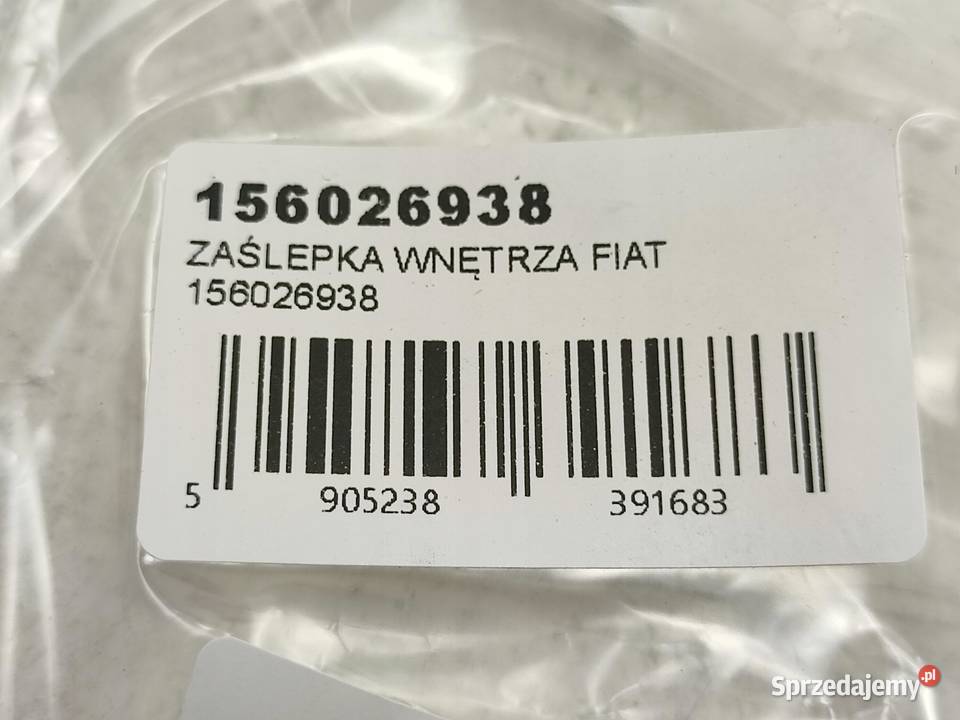 156026938
ZAŚLEPKA WNĘTRZA FIAT
156026938
5 905238 391683
Sprzedajemy.pl